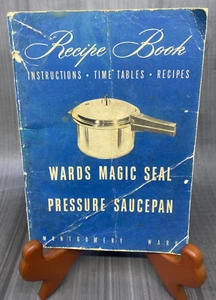 Recipe Book
INSTRUCTIONS · TIME TABLES · RECIPES
WARDS MAGIC SEAL
PRESSURE SAUCEPAN
MONTGOMERY WARD